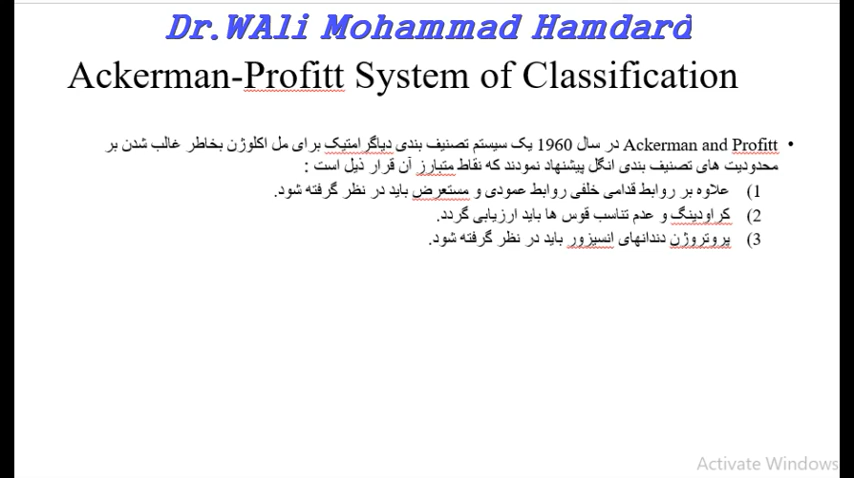 Dr.WAli Mohammad Hamdard
Ackerman-Profitt System of Classification
• Ackerman and Profitt در سال 1960 یک سیستم تصنیف بندی دیاگرامتیک برای مل اکلوژن بخاطر غالب شدن بر
محدودیت های تصنیف بندی انگل پیشنهاد نمودند که نقاط متبارز آن قرار ذیل است :
1) علاوه بر روابط قدامی خلفی روابط عمودی و مستعرض باید در نظر گرفته شود.
2) کراودینگ و عدم تناسب قوس ها باید ارزیابی گردد.
3) پروتروژن دندانهای انسیزور باید در نظر گرفته شود.
Activate Windows